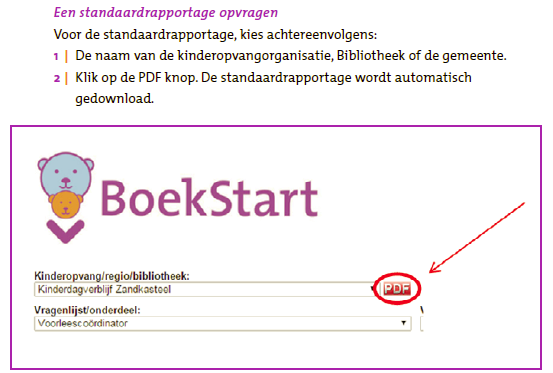 Een standaardrapportage opvragen
Voor de standaardrapportage, kies achtereenvolgens:
1 | De naam van de kinderopvangorganisatie, Bibliotheek of de gemeente.
2 | Klik op de PDF knop. De standaardrapportage wordt automatisch
gedownload.
BoekStart
Kinderopvang/regio/bibliotheek:
Kinderdagverblijf Zandkasteel
PDF
Vragenlijst/onderdeel:
Voorleescoördinator